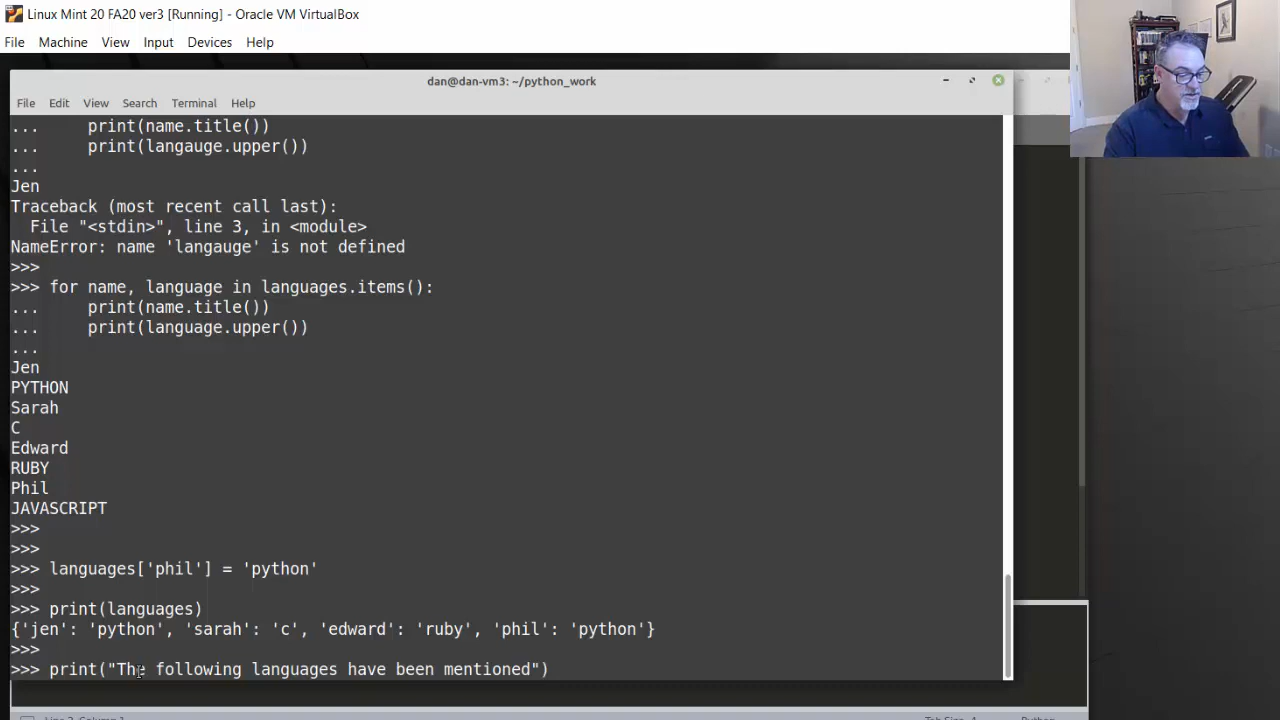 Linux Mint 20 FA20 ver3 [Running] - Oracle VM VirtualBox
File Machine View Input Devices Help
dan@dan-vm3: ~/python_work
File Edit View Search Terminal Help
...     print(name.title())
...     print(langauge.upper())
...
Jen
Traceback (most recent call last):
  File "<stdin>", line 3, in <module>
NameError: name 'langauge' is not defined
>>>
>>> for name, language in languages.items():
...     print(name.title())
...     print(language.upper())
...
Jen
PYTHON
Sarah
C
Edward
RUBY
Phil
JAVASCRIPT
>>>
>>>
>>> languages['phil'] = 'python'
>>>
>>> print(languages)
{'jen': 'python', 'sarah': 'c', 'edward': 'ruby', 'phil': 'python'}
>>>
>>> print("The following languages have been mentioned")